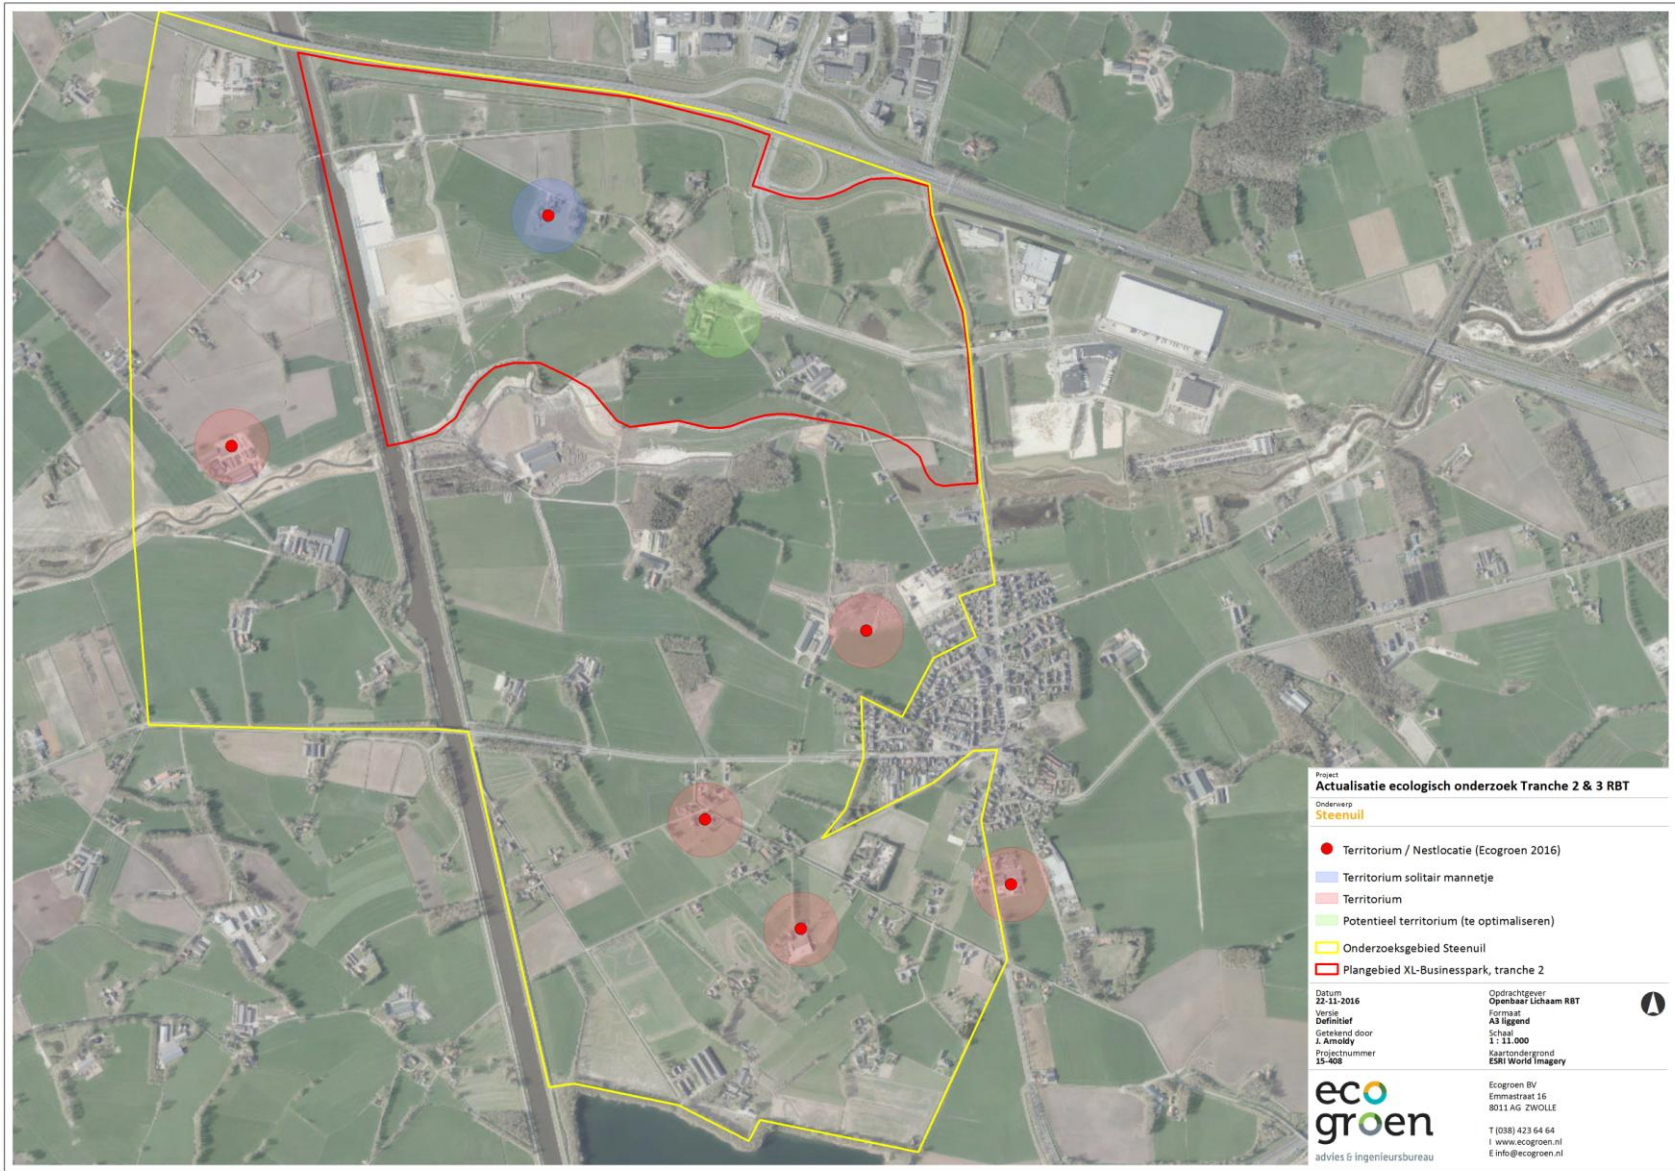 Project
Actualisatie ecologisch onderzoek Tranche 2 & 3 RBT
Onderwerp
Steenuil
Territorium / Nestlocatie (Ecogroen 2016)
Territorium solitair mannetje
Territorium
Potentieel territorium (te optimaliseren)
Onderzoeksgebied Steenuil
Plangebied XL-Businesspark, tranche 2
Datum
22-11-2016
Versie
Definitief
Getekend door
J. Arnoldy
Projectnummer
15-408
Opdrachtgever
Openbaar Lichaam RBT
Formaat
A3 liggend
Schaal
1 : 11.000
Kaartondergrond
ESRI World Imagery
eco
groen
advies & ingenieursbureau
Ecogroen BV
Emmastraat 16
8011 AG ZWOLLE
T (038) 423 64 64
I www.ecogroen.nl
E info@ecogroen.nl